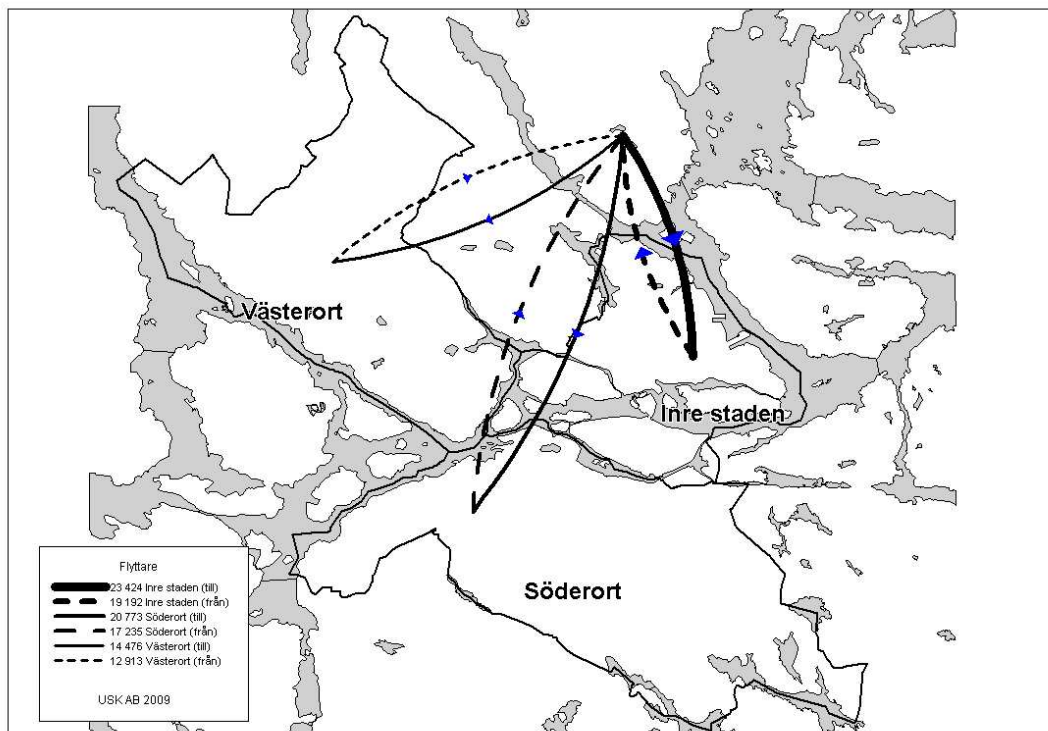 Västerort
Inre staden
Söderort
Flyttare
23 424 Inre staden (till)
19 192 Inre staden (från)
20 773 Söderort (till)
17 235 Söderort (från)
14 476 Västerort (till)
12 913 Västerort (från)
USK AB 2009